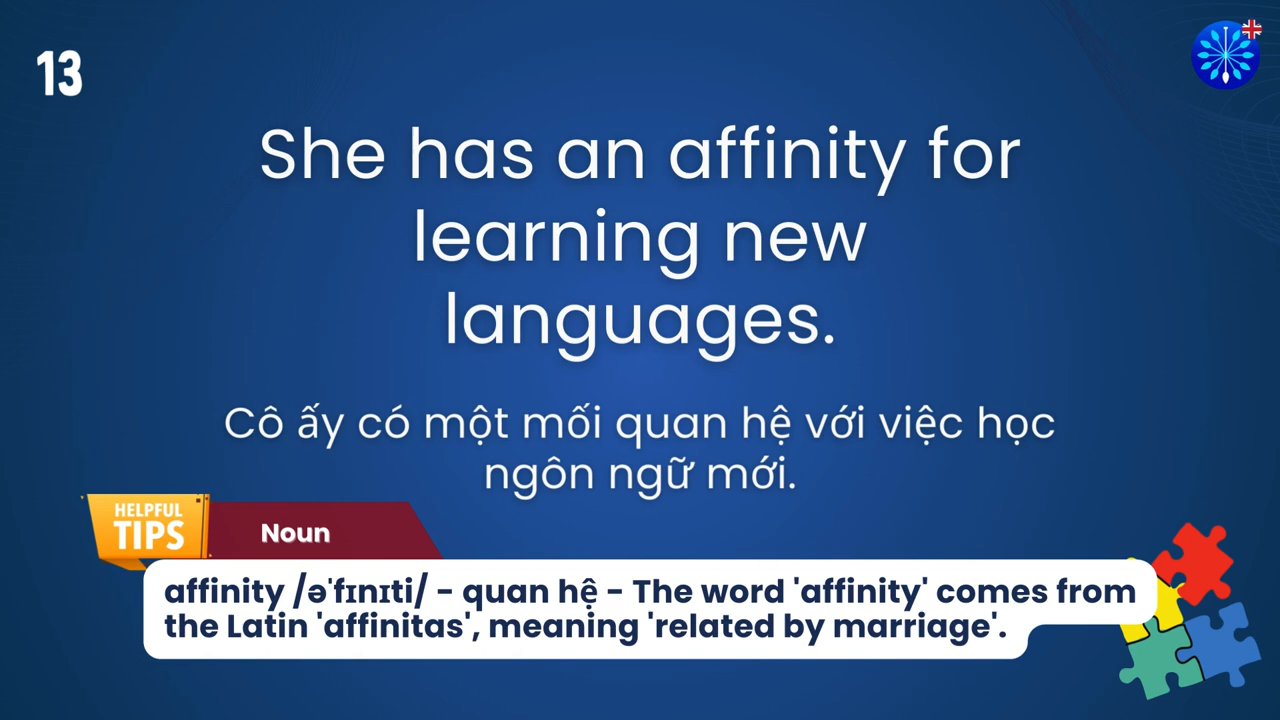 13
She has an affinity for
learning new
languages.
Cô ấy có một mối quan hệ với việc học
ngôn ngữ mới.
HELPFUL
TIPS
Noun
affinity /əˈfɪnɪti/ - quan hệ - The word 'affinity' comes from
the Latin 'affinitas', meaning 'related by marriage'.